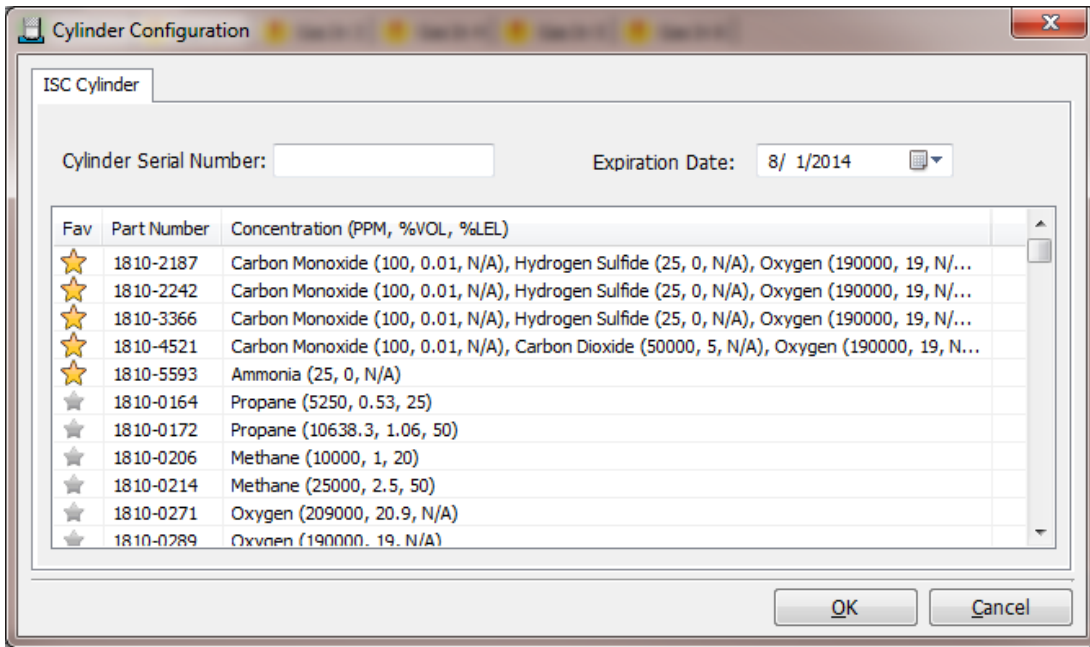 Cylinder Configuration
ISC Cylinder
Cylinder Serial Number: Expiration Date: 8/ 1/2014
Fav Part Number Concentration (PPM, %VOL, %LEL)
1810-2187 Carbon Monoxide (100, 0.01, N/A), Hydrogen Sulfide (25, 0, N/A), Oxygen (190000, 19, N/...
1810-2242 Carbon Monoxide (100, 0.01, N/A), Hydrogen Sulfide (25, 0, N/A), Oxygen (190000, 19, N/...
1810-3366 Carbon Monoxide (100, 0.01, N/A), Hydrogen Sulfide (25, 0, N/A), Oxygen (190000, 19, N/...
1810-4521 Carbon Monoxide (100, 0.01, N/A), Carbon Dioxide (50000, 5, N/A), Oxygen (190000, 19, N...
1810-5593 Ammonia (25, 0, N/A)
1810-0164 Propane (5250, 0.53, 25)
1810-0172 Propane (10638.3, 1.06, 50)
1810-0206 Methane (10000, 1, 20)
1810-0214 Methane (25000, 2.5, 50)
1810-0271 Oxygen (209000, 20.9, N/A)
1810-0289 Oxygen (190000, 19, N/A)
OK Cancel